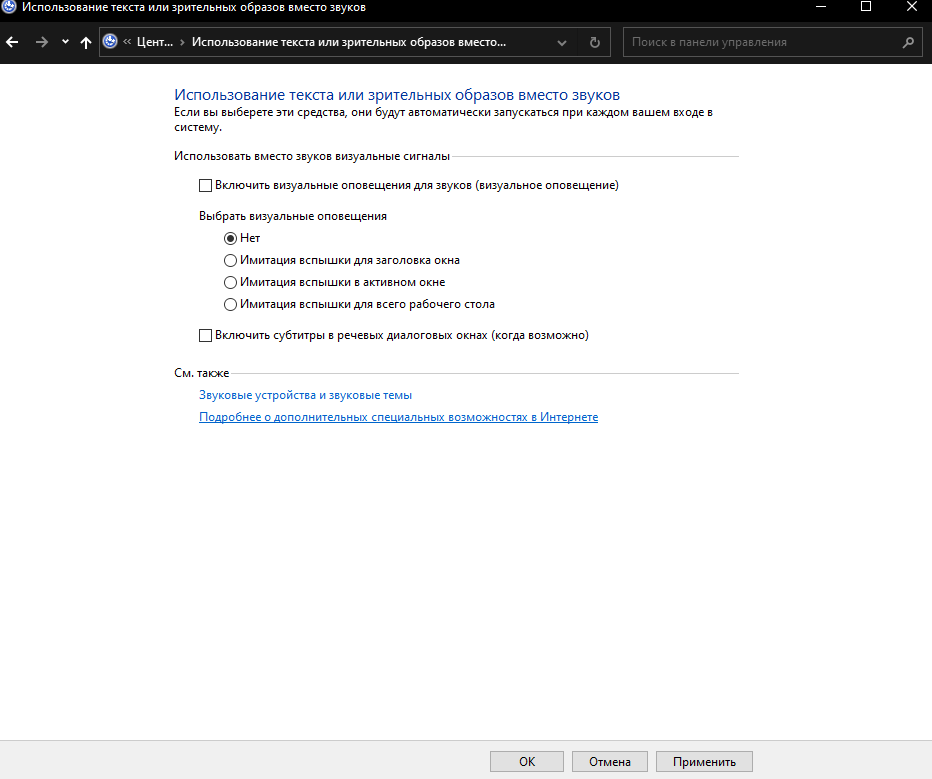 Использование текста или зрительных образов вместо звуков
« Цент... › Использование текста или зрительных образов вместо...
Поиск в панели управления
Использование текста или зрительных образов вместо звуков
Если вы выберете эти средства, они будут автоматически запускаться при каждом вашем входе в
систему.
Использовать вместо звуков визуальные сигналы
Включить визуальные оповещения для звуков (визуальное оповещение)
Выбрать визуальные оповещения
Нет
Имитация вспышки для заголовка окна
Имитация вспышки в активном окне
Имитация вспышки для всего рабочего стола
Включить субтитры в речевых диалоговых окнах (когда возможно)
См. также
Звуковые устройства и звуковые темы
Подробнее о дополнительных специальных возможностях в Интернете
ОК Отмена Применить